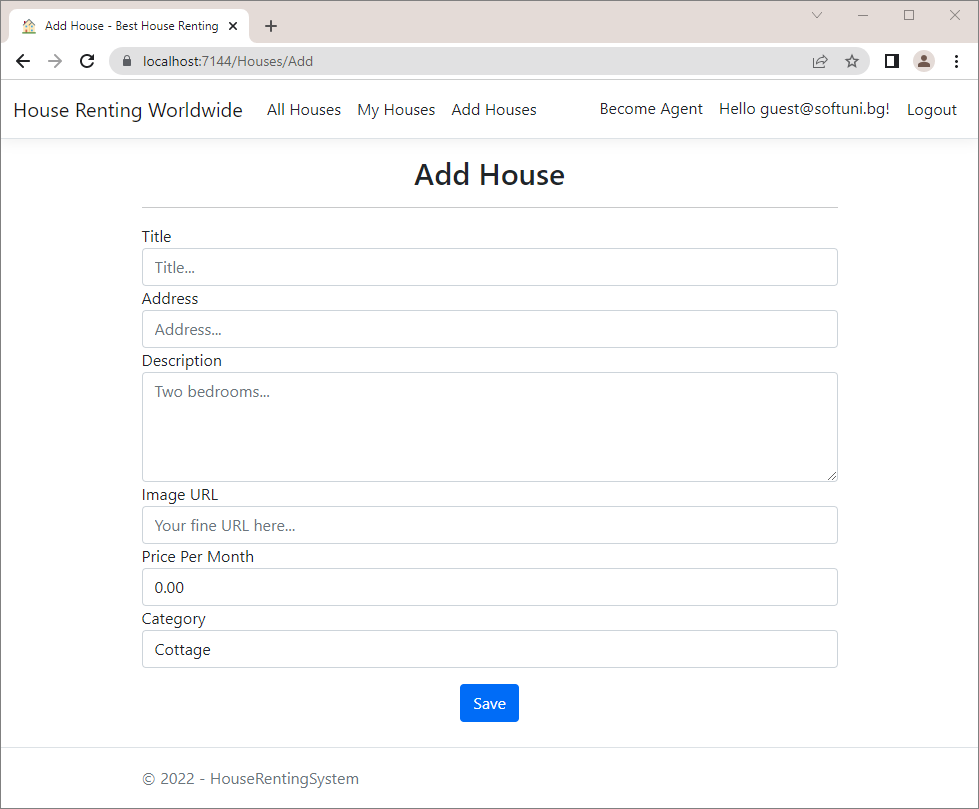 Add House - Best House Renting
localhost:7144/Houses/Add
House Renting Worldwide All Houses My Houses Add Houses Become Agent Hello guest@softuni.bg! Logout
Add House
Title
Title...
Address
Address...
Description
Two bedrooms...
Image URL
Your fine URL here...
Price Per Month
0.00
Category
Cottage
Save
© 2022 - HouseRentingSystem